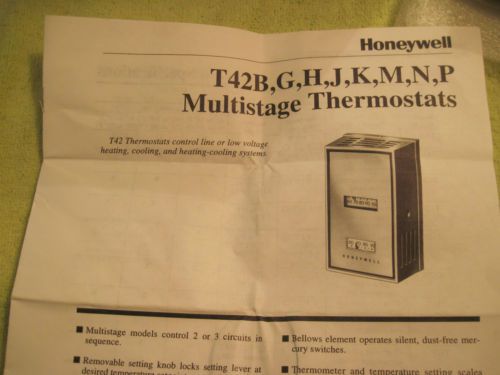 Honeywell
T42B,G,H,J,K,M,N,P
Multistage Thermostats
T42 Thermostats control line or low voltage
heating, cooling, and heating-cooling systems.
HONEYWELL
■ Multistage models control 2 or 3 circuits in
sequence.
■ Removable setting knob locks setting lever at
desired temperature
■ Bellows element operates silent, dust-free mer-
cury switches.
■ Thermometer and temperature setting scales